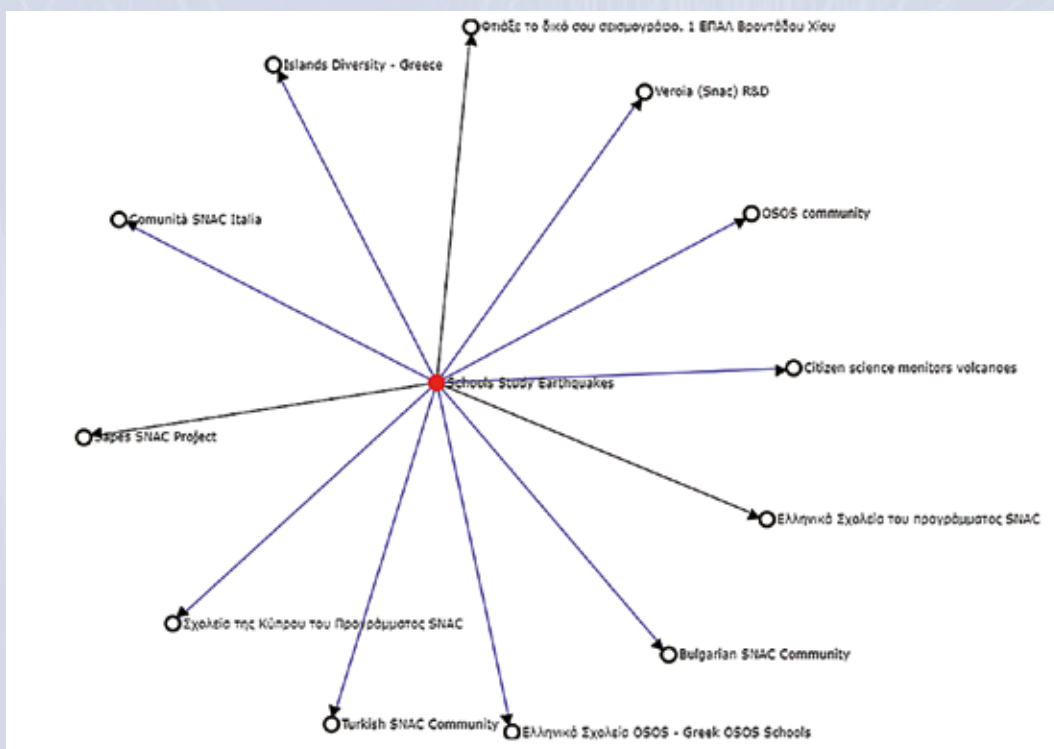 Φτιάξε το δικό σου σεισμογράφο. 1 ΕΠΑΛ Βροντάδου Χίου
Islands Diversity - Greece
Veroia (Snac) R&D
Comunità SNAC Italia
OSOS community
Citizen science monitors volcanoes
Schools Study Earthquakes
Sapes SNAC Project
Ελληνικά Σχολεία του προγράμματος SNAC
Σχολεία της Κύπρου του Προγράμματος SNAC
Bulgarian SNAC Community
Turkish SNAC Community
Ελληνικά Σχολεία OSOS - Greek OSOS Schools